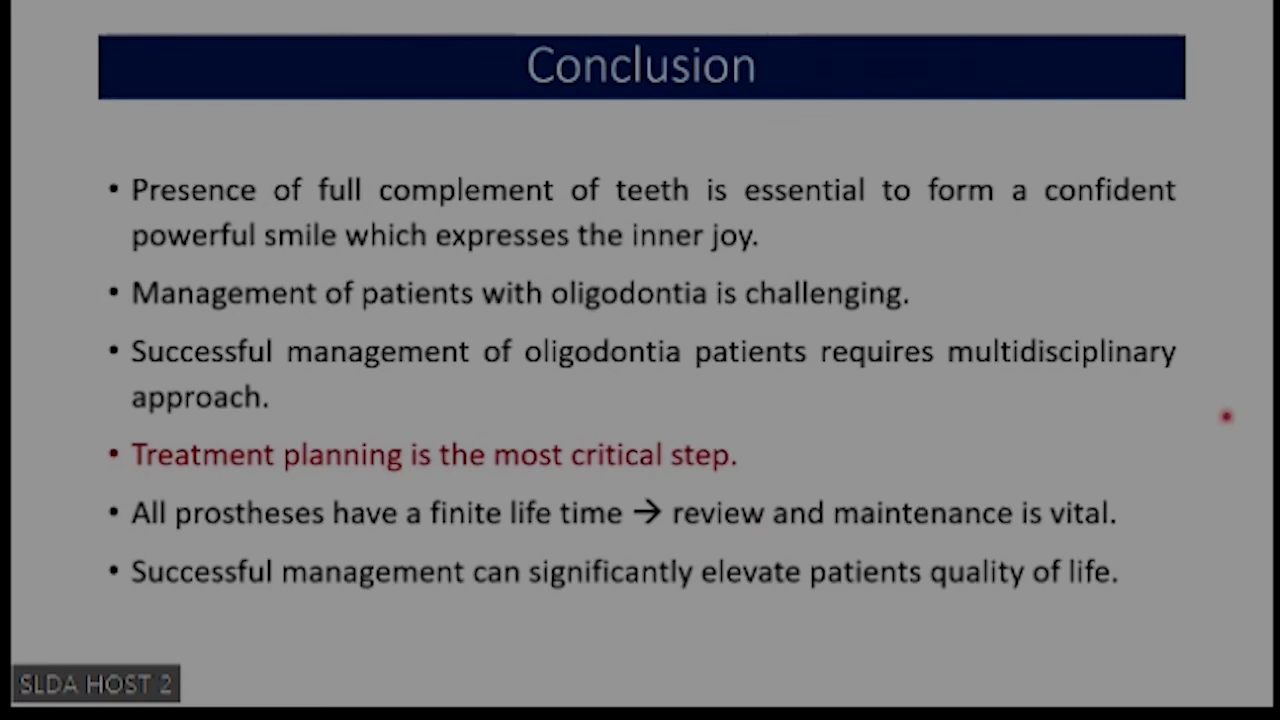 Conclusion
• Presence of full complement of teeth is essential to form a confident
powerful smile which expresses the inner joy.
• Management of patients with oligodontia is challenging.
• Successful management of oligodontia patients requires multidisciplinary
approach.
• Treatment planning is the most critical step.
• All prostheses have a finite life time → review and maintenance is vital.
• Successful management can significantly elevate patients quality of life.
SLDA HOST 2